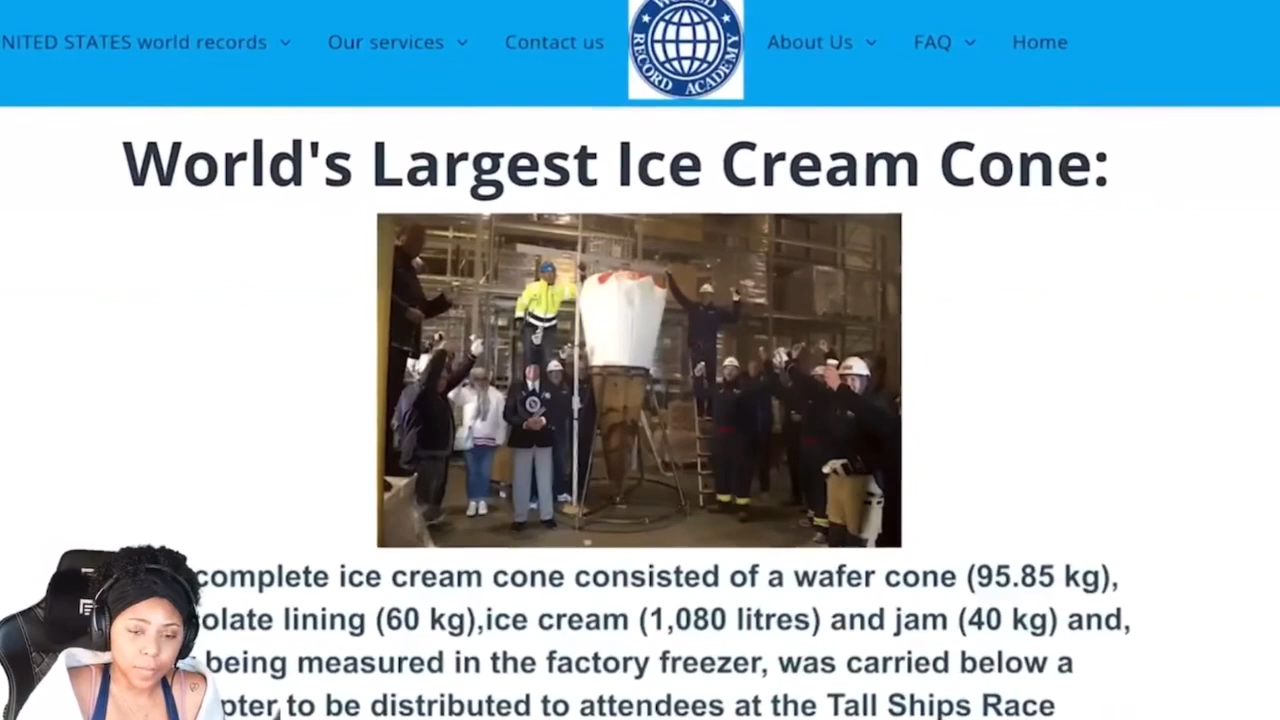 NITED STATES world records
Our services
Contact us
WORLD RECORD ACADEMY
About Us
FAQ
Home
World's Largest Ice Cream Cone:
complete ice cream cone consisted of a wafer cone (95.85 kg),
olate lining (60 kg),ice cream (1,080 litres) and jam (40 kg) and,
being measured in the factory freezer, was carried below a
pter to be distributed to attendees at the Tall Ships Race